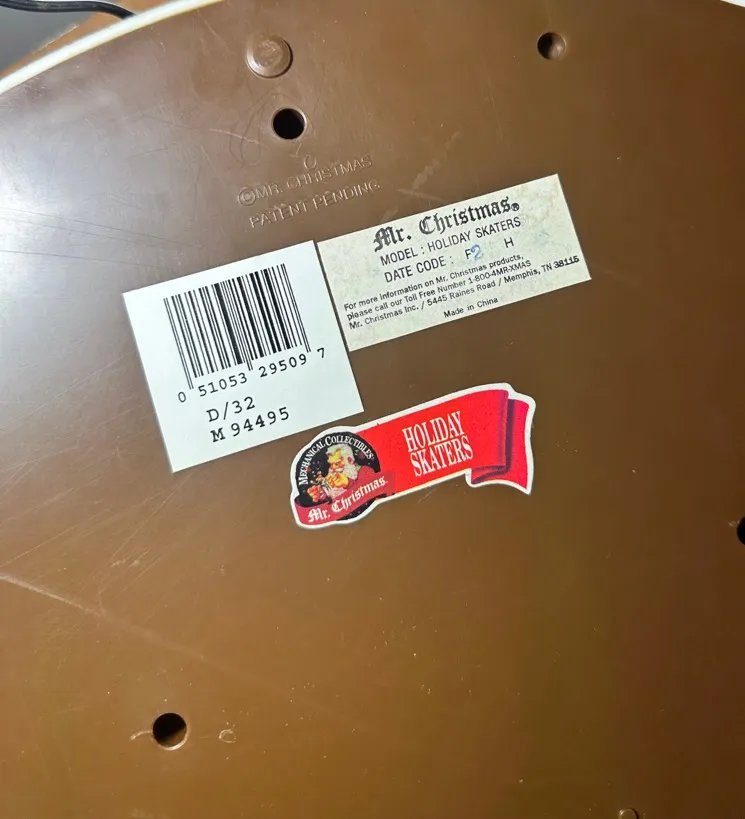 ©MR. CHRISTMAS
PATENT PENDING
Mr. Christmas®
MODEL : HOLIDAY SKATERS
DATE CODE : F2 H
For more information on Mr. Christmas products,
please call our Toll Free Number 1-800-4MR-XMAS
Mr. Christmas Inc. / 5445 Raines Road / Memphis, TN 38115
Made in China
0 51053 29509 7
D/32
M 94495
MECHANICAL COLLECTIBLES
Mr. Christmas.
HOLIDAY
SKATERS